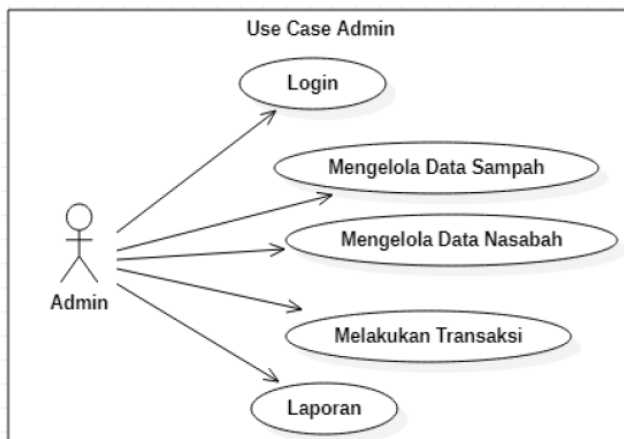 Use Case Admin
Login
Mengelola Data Sampah
Mengelola Data Nasabah
Admin
Melakukan Transaksi
Laporan